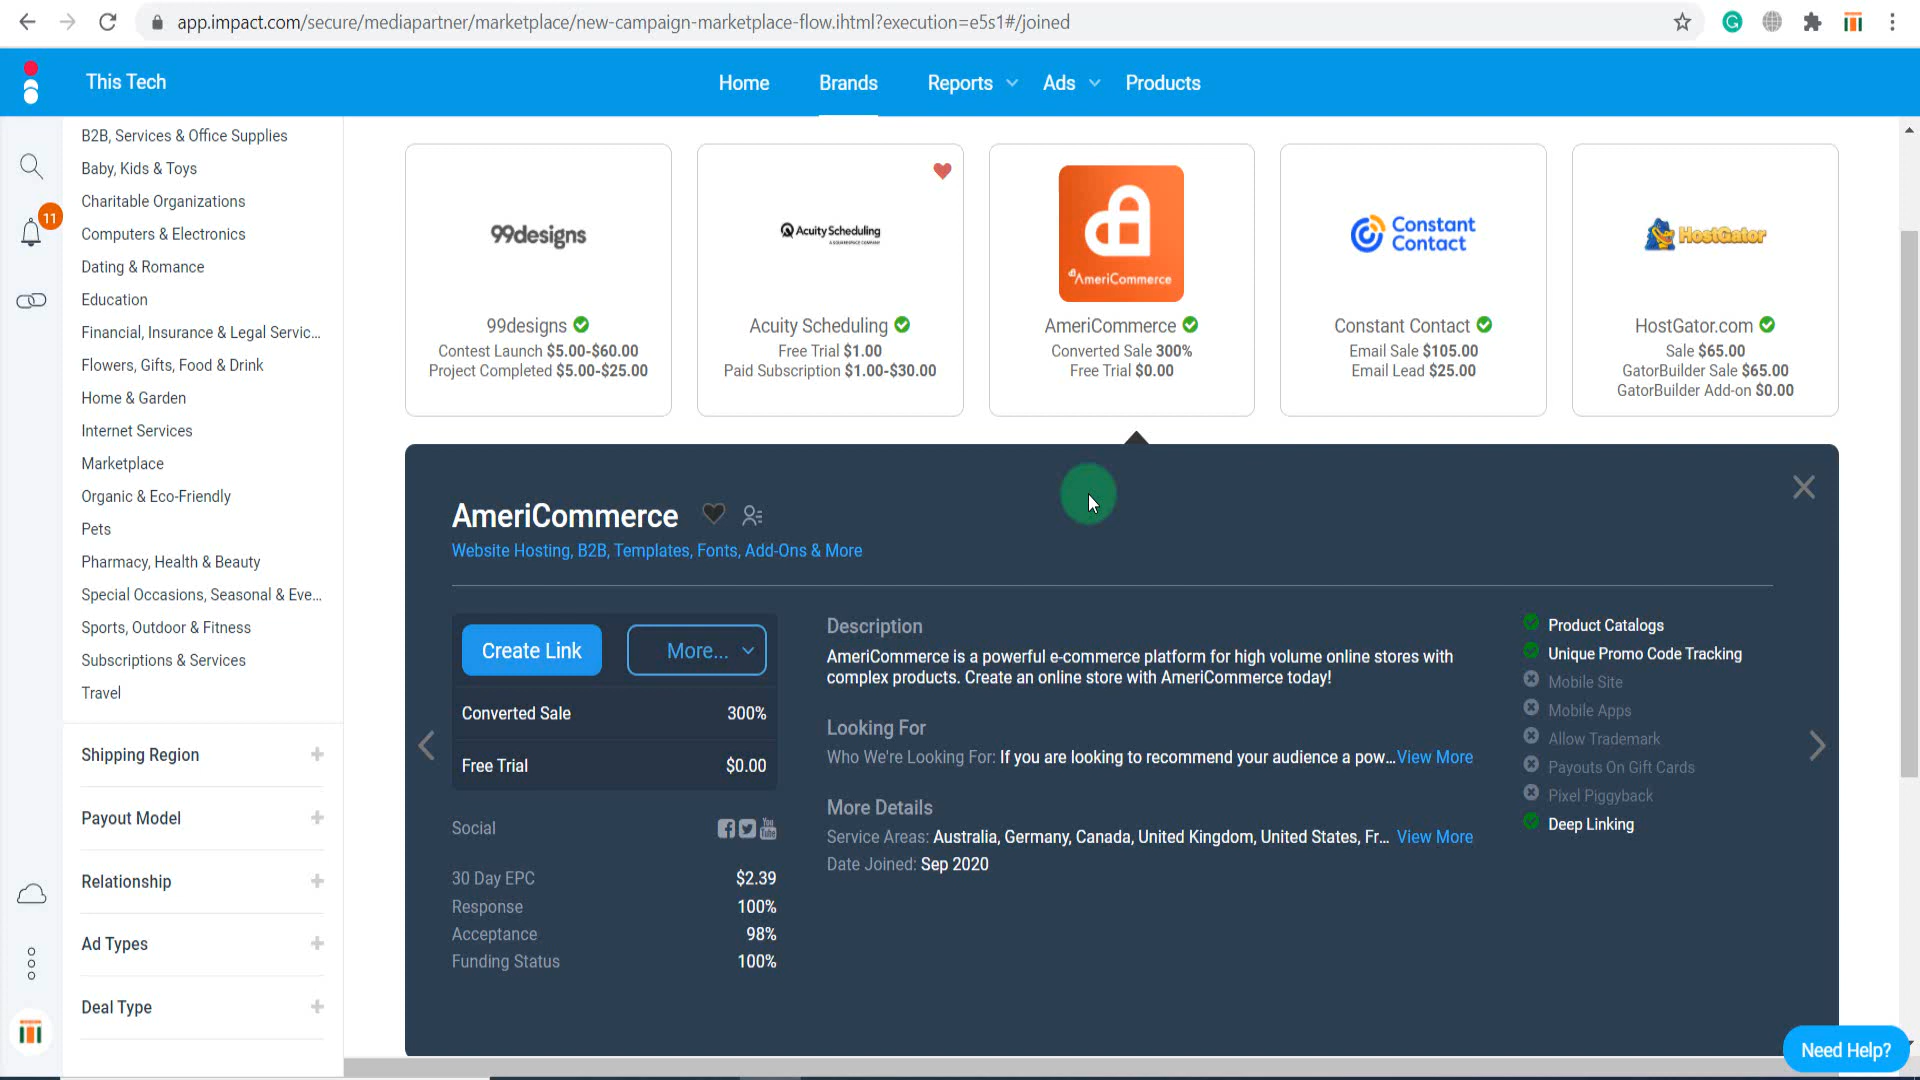 app.impact.com/secure/mediapartner/marketplace/new-campaign-marketplace-flow.ihtml?execution=e5s1#/joined
This Tech
Home
Brands
Reports
Ads
Products
11
B2B, Services & Office Supplies
Baby, Kids & Toys
Charitable Organizations
Computers & Electronics
Dating & Romance
Education
Financial, Insurance & Legal Servic...
Flowers, Gifts, Food & Drink
Home & Garden
Internet Services
Marketplace
Organic & Eco-Friendly
Pets
Pharmacy, Health & Beauty
Special Occasions, Seasonal & Eve...
Sports, Outdoor & Fitness
Subscriptions & Services
Travel
Shipping Region
Payout Model
Relationship
Ad Types
Deal Type
99designs
99designs
Contest Launch $5.00-$60.00
Project Completed $5.00-$25.00
Acuity Scheduling
A SQUARESPACE COMPANY
Acuity Scheduling
Free Trial $1.00
Paid Subscription $1.00-$30.00
AmeriCommerce
AmeriCommerce
Converted Sale 300%
Free Trial $0.00
Constant
Contact
Constant Contact
Email Sale $105.00
Email Lead $25.00
HostGator
HostGator.com
Sale $65.00
GatorBuilder Sale $65.00
GatorBuilder Add-on $0.00
AmeriCommerce
Website Hosting, B2B, Templates, Fonts, Add-Ons & More
Create Link
More...
Converted Sale 300%
Free Trial $0.00
Social
You
Tube
30 Day EPC $2.39
Response 100%
Acceptance 98%
Funding Status 100%
Description
AmeriCommerce is a powerful e-commerce platform for high volume online stores with
complex products. Create an online store with AmeriCommerce today!
Looking For
Who We're Looking For: If you are looking to recommend your audience a pow... View More
More Details
Service Areas: Australia, Germany, Canada, United Kingdom, United States, Fr... View More
Date Joined: Sep 2020
Product Catalogs
Unique Promo Code Tracking
Mobile Site
Mobile Apps
Allow Trademark
Payouts On Gift Cards
Pixel Piggyback
Deep Linking
Need Help?